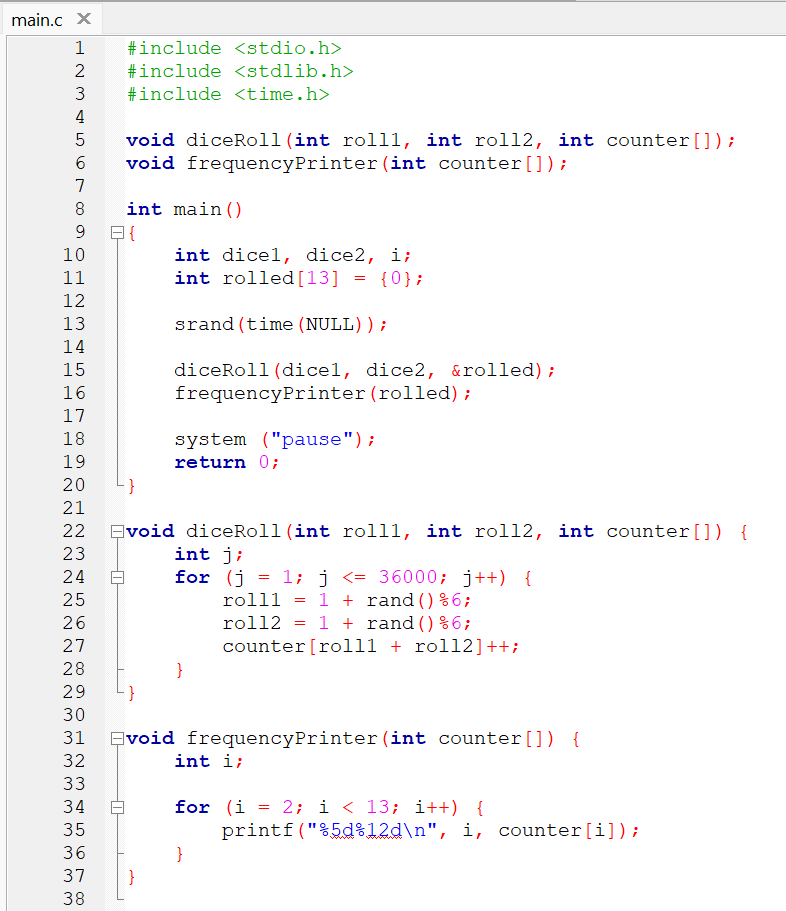 main.c ✕
1 #include <stdio.h>
2 #include <stdlib.h>
3 #include <time.h>
4
5 void diceRoll(int roll1, int roll2, int counter[]);
6 void frequencyPrinter(int counter[]);
7
8 int main()
9 {
10     int dice1, dice2, i;
11     int rolled[13] = {0};
12
13     srand(time(NULL));
14
15     diceRoll(dice1, dice2, &rolled);
16     frequencyPrinter(rolled);
17
18     system ("pause");
19     return 0;
20 }
21
22 void diceRoll(int roll1, int roll2, int counter[]) {
23     int j;
24     for (j = 1; j <= 36000; j++) {
25         roll1 = 1 + rand()%6;
26         roll2 = 1 + rand()%6;
27         counter[roll1 + roll2]++;
28     }
29 }
30
31 void frequencyPrinter(int counter[]) {
32     int i;
33
34     for (i = 2; i < 13; i++) {
35         printf("%5d%12d\n", i, counter[i]);
36     }
37 }
38